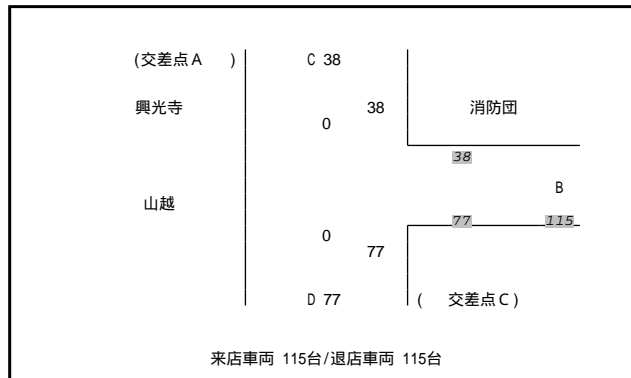 (交差点A　) C 38
興光寺 38 消防団
0
38
B
山越
77 115
0
77
D 77 (　交差点C)
来店車両 115台/退店車両 115台